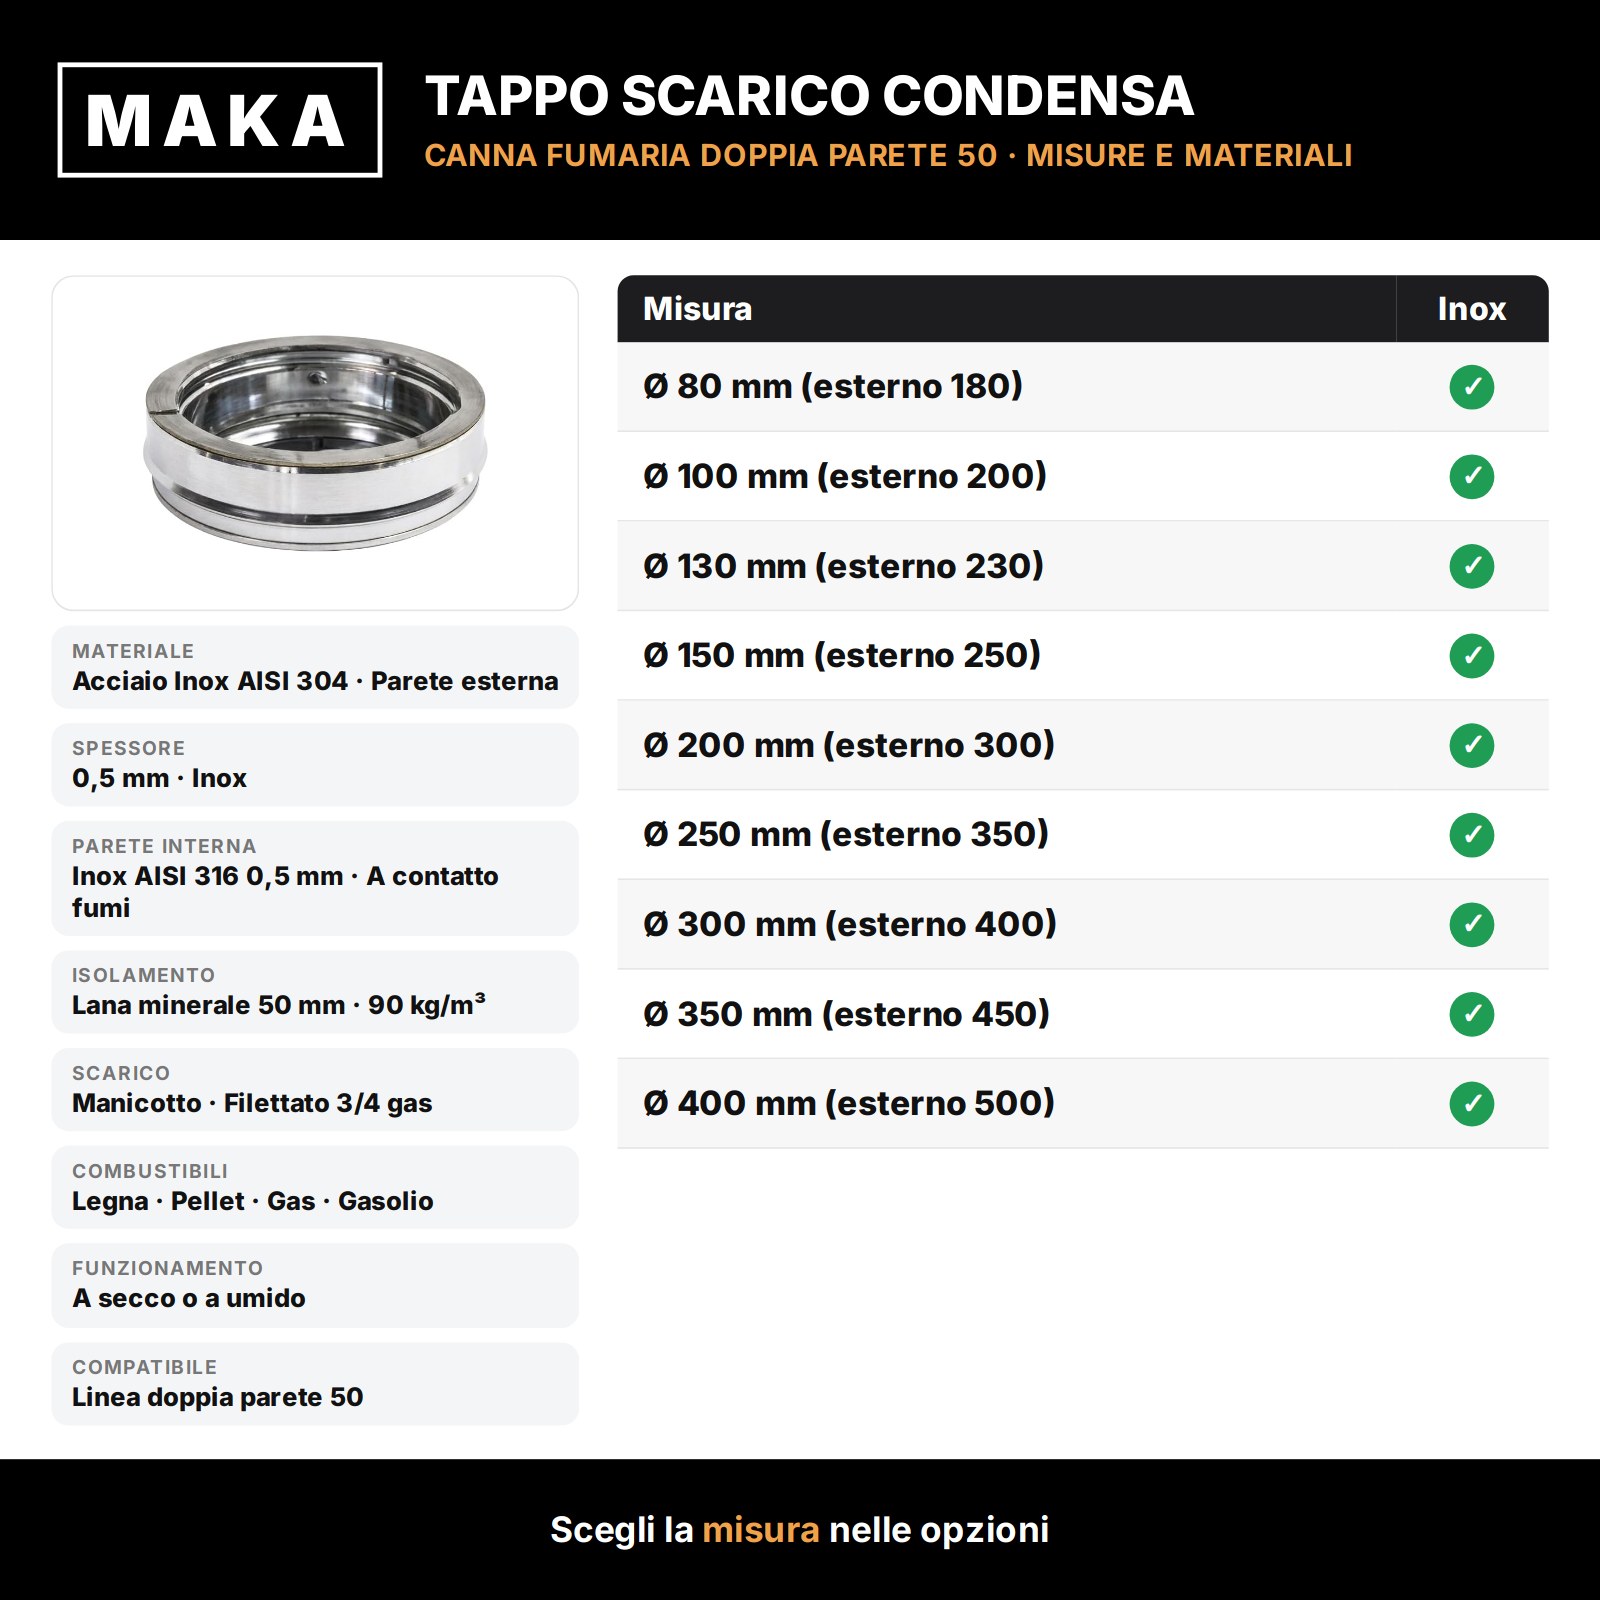 MAKA
TAPPO SCARICO CONDENSA
CANNA FUMARIA DOPPIA PARETE 50 · MISURE E MATERIALI
MATERIALE
Acciaio Inox AISI 304 · Parete esterna
SPESSORE
0,5 mm · Inox
PARETE INTERNA
Inox AISI 316 0,5 mm · A contatto
fumi
ISOLAMENTO
Lana minerale 50 mm · 90 kg/m³
SCARICO
Manicotto · Filettato 3/4 gas
COMBUSTIBILI
Legna · Pellet · Gas · Gasolio
FUNZIONAMENTO
A secco o a umido
COMPATIBILE
Linea doppia parete 50
Misura Inox
Ø 80 mm (esterno 180) ✓
Ø 100 mm (esterno 200) ✓
Ø 130 mm (esterno 230) ✓
Ø 150 mm (esterno 250) ✓
Ø 200 mm (esterno 300) ✓
Ø 250 mm (esterno 350) ✓
Ø 300 mm (esterno 400) ✓
Ø 350 mm (esterno 450) ✓
Ø 400 mm (esterno 500) ✓
Scegli la misura nelle opzioni